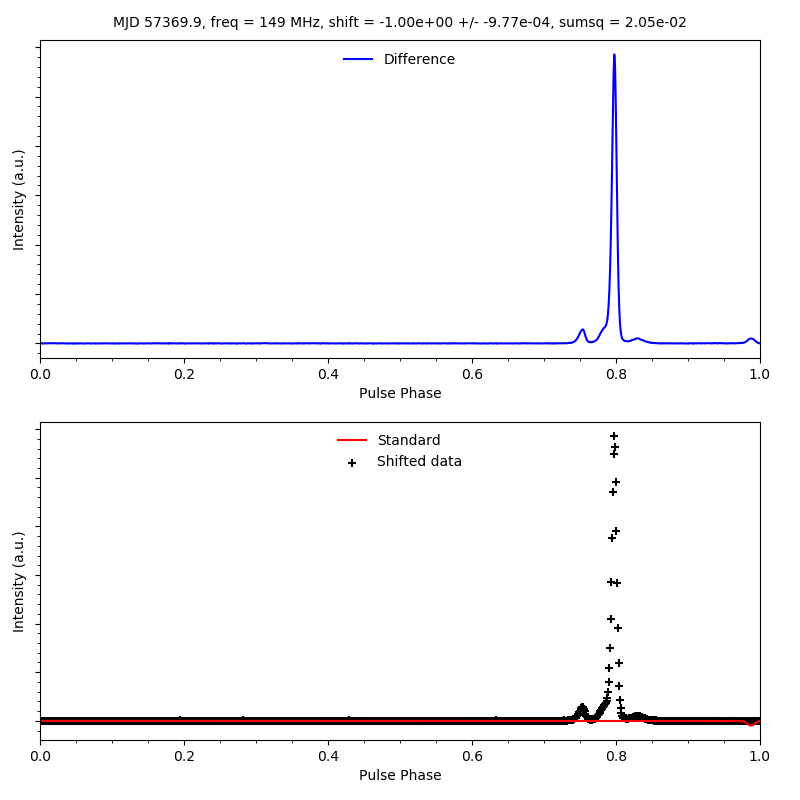 MJD 57369.9, freq = 149 MHz, shift = -1.00e+00 +/- -9.77e-04, sumsq = 2.05e-02
Difference
Intensity (a.u.)
0.0 0.2 0.4 0.6 0.8 1.0
Pulse Phase
Standard
Shifted data
Intensity (a.u.)
0.0 0.2 0.4 0.6 0.8 1.0
Pulse Phase